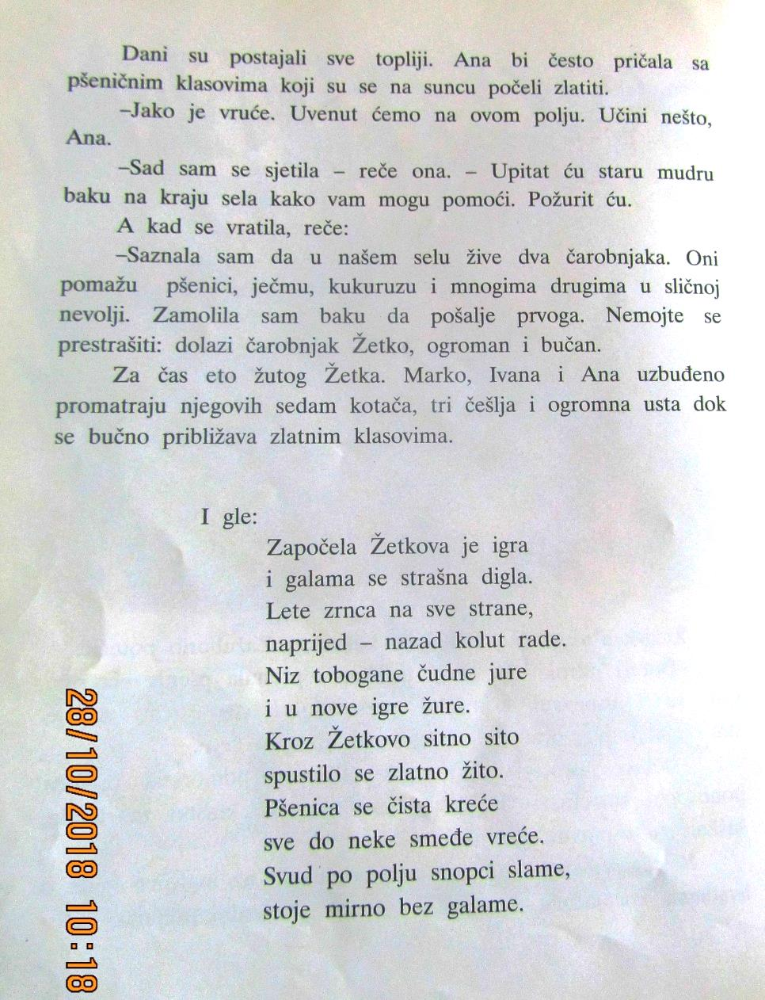 Dani su postajali sve topliji. Ana bi često pričala sa
pšeničnim klasovima koji su se na suncu počeli zlatiti.
–Jako je vruće. Uvenut ćemo na ovom polju. Učini nešto,
Ana.
–Sad sam se sjetila – reče ona. – Upitat ću staru mudru
baku na kraju sela kako vam mogu pomoći. Požurit ću.
A kad se vratila, reče:
–Saznala sam da u našem selu žive dva čarobnjaka. Oni
pomažu pšenici, ječmu, kukuruzu i mnogima drugima u sličnoj
nevolji. Zamolila sam baku da pošalje prvoga. Nemojte se
prestrašiti: dolazi čarobnjak Žetko, ogroman i bučan.
Za čas eto žutog Žetka. Marko, Ivana i Ana uzbuđeno
promatraju njegovih sedam kotača, tri češlja i ogromna usta dok
se bučno približava zlatnim klasovima.
I gle:
Započela Žetkova je igra
i galama se strašna digla.
Lete zrnca na sve strane,
naprijed – nazad kolut rade.
Niz tobogane čudne jure
i u nove igre žure.
Kroz Žetkovo sitno sito
spustilo se zlatno žito.
Pšenica se čista kreće
sve do neke smeđe vreće.
Svud po polju snopci slame,
stoje mirno bez galame.
28/10/2018 10:18